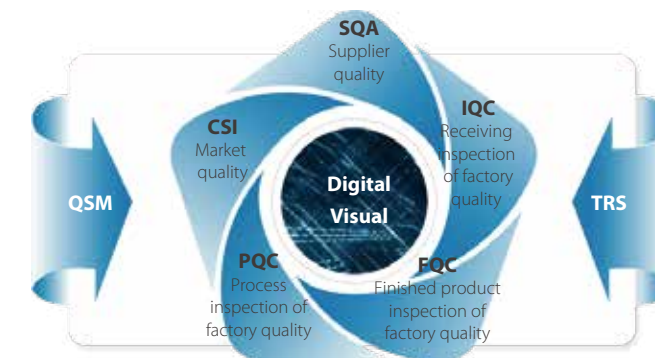 SQA
Supplier
quality
IQC
Receiving
inspection
of factory
quality
CSI
Market
quality
Digital
Visual
QSM
TRS
PQC
Process
inspection of
factory quality
FQC
Finished product
inspection of
factory quality